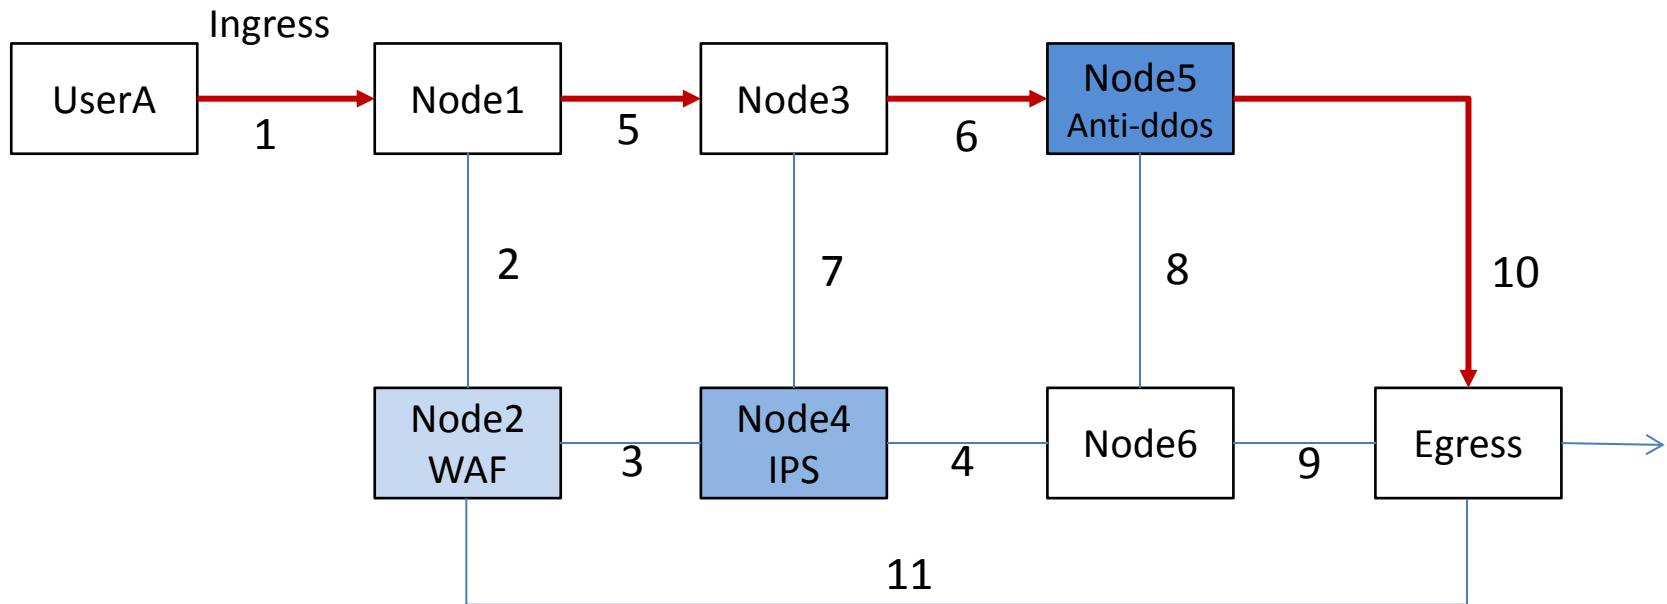 Ingress
UserA
Node1
Node3
Node5
Anti-ddos
1
5
6
2
7
8
10
Node2
WAF
Node4
IPS
Node6
Egress
3
4
9
11